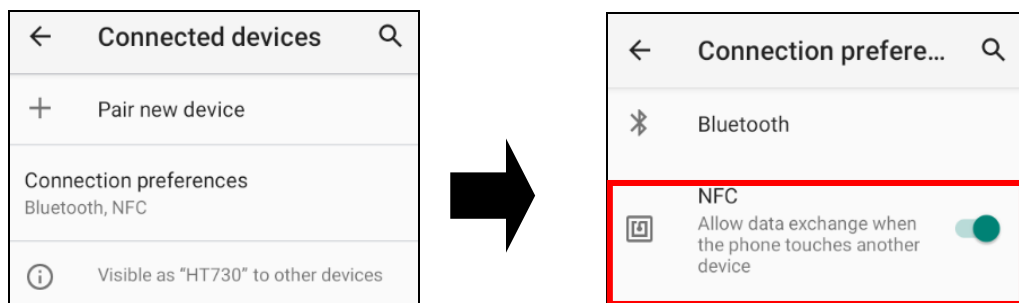 Connected devices
Pair new device
Connection preferences
Bluetooth, NFC
Visible as "HT730" to other devices
Connection prefere...
Bluetooth
NFC
Allow data exchange when
the phone touches another
device